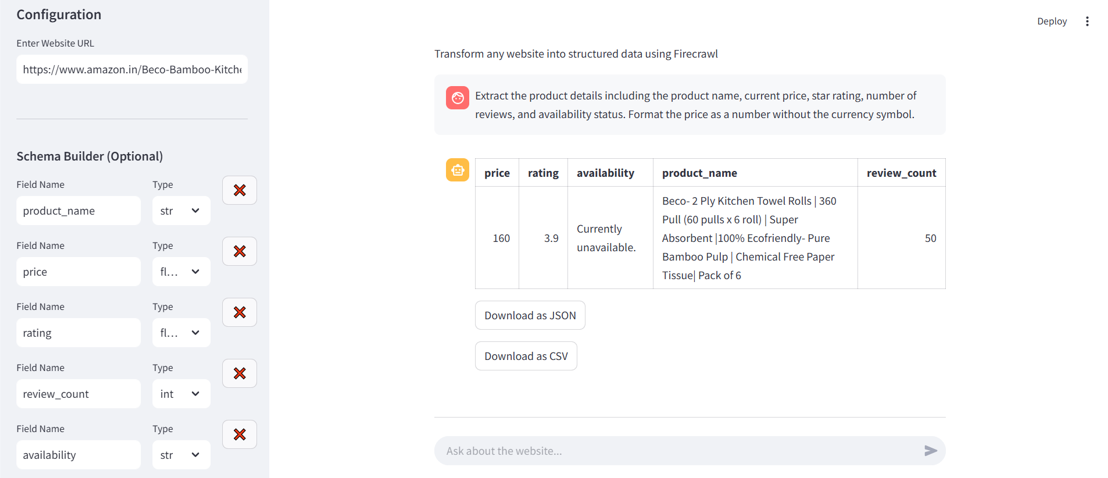 Configuration
Enter Website URL
https://www.amazon.in/Beco-Bamboo-Kitche
Schema Builder (Optional)
Field Name Type
product_name str
Field Name Type
price fl...
Field Name Type
rating fl...
Field Name Type
review_count int
Field Name Type
availability str
Deploy
Transform any website into structured data using Firecrawl
Extract the product details including the product name, current price, star rating, number of
reviews, and availability status. Format the price as a number without the currency symbol.
price rating availability product_name review_count
160 3.9 Currently
unavailable.
Beco- 2 Ply Kitchen Towel Rolls | 360
Pull (60 pulls x 6 roll) | Super
Absorbent |100% Ecofriendly- Pure
Bamboo Pulp | Chemical Free Paper
Tissue| Pack of 6
50
Download as JSON
Download as CSV
Ask about the website...